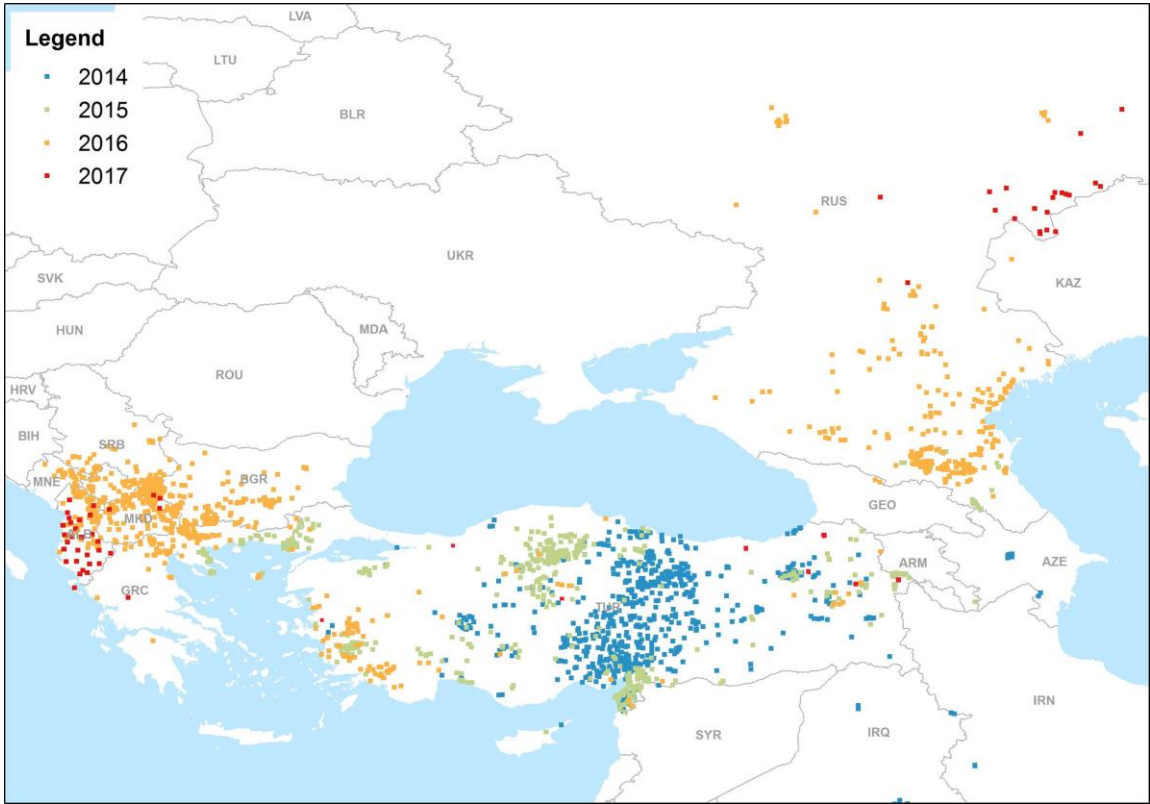 Legend
2014
2015
2016
2017
LVA
LTU
BLR
RUS
UKR
SVK
KAZ
HUN
MDA
ROU
HRV
BIH
SRB
MNE
BGR
MKD
GEO
ALB
ARM
AZE
GRC
TUR
IRN
SYR
IRQ